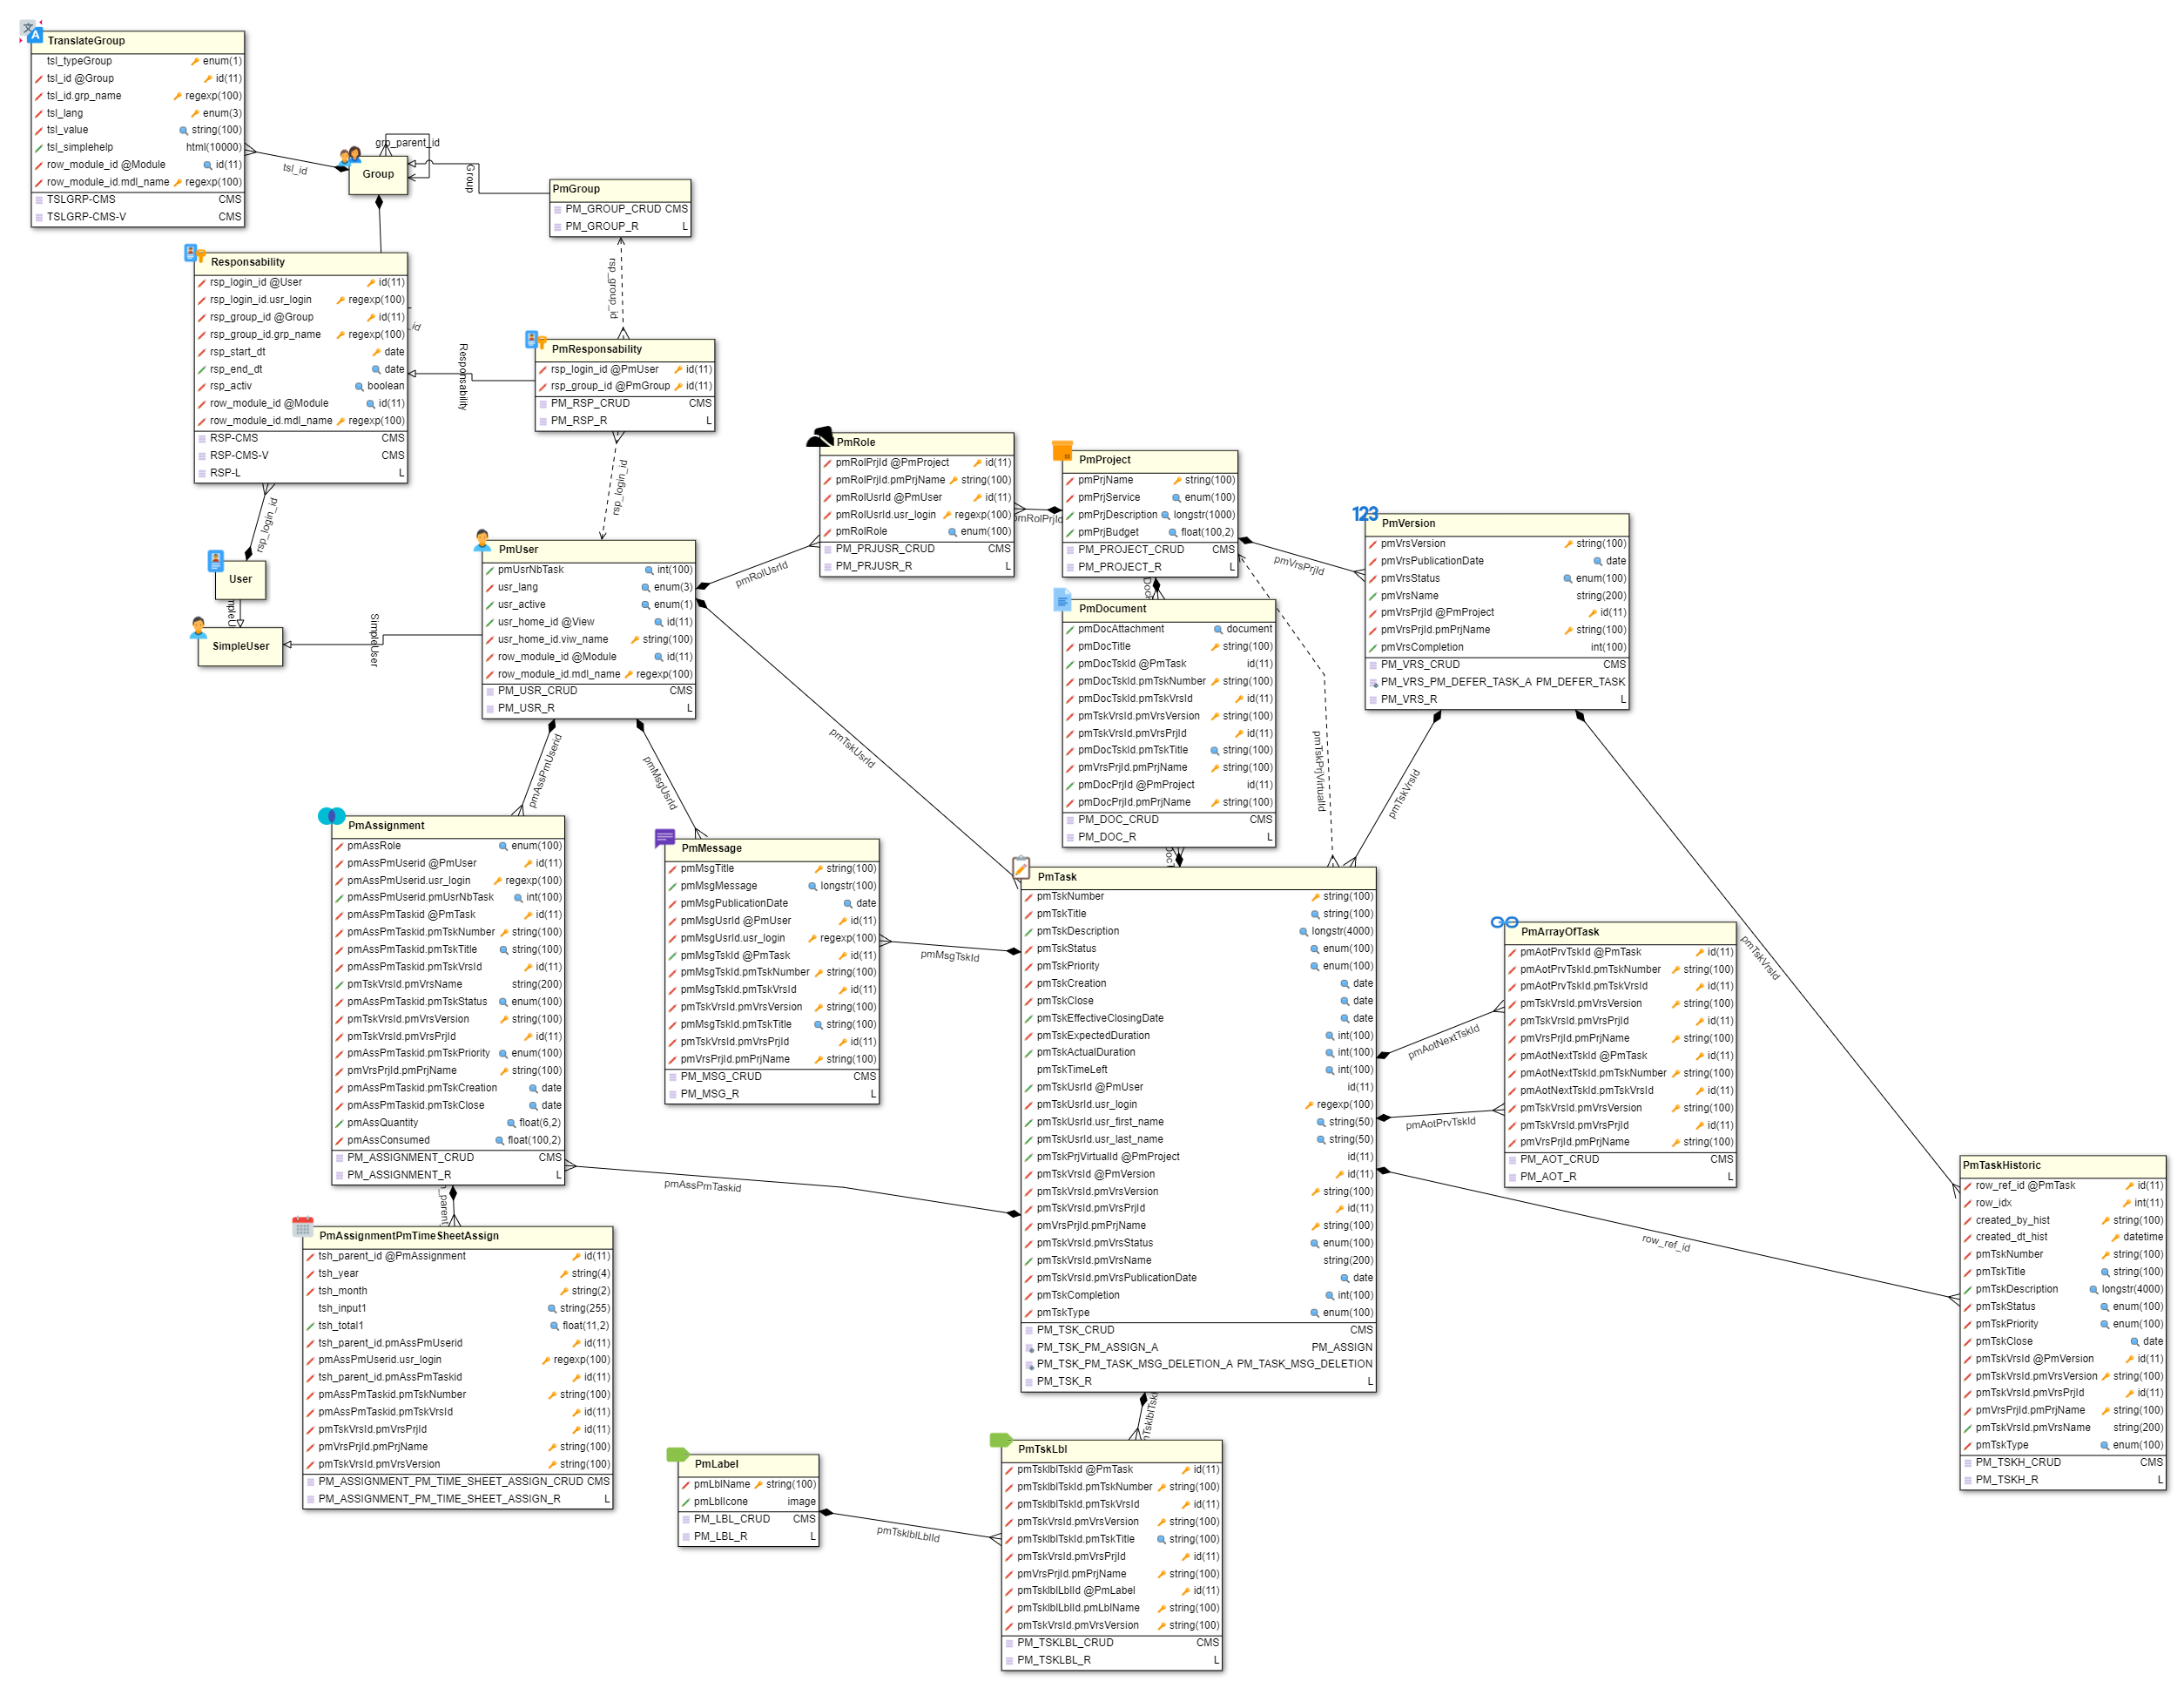 TranslateGroup
tsl_typeGroup enum(1)
tsl_id @Group id(11)
tsl_id.grp_name regexp(100)
tsl_lang enum(3)
tsl_value string(100)
tsl_simplehelp html(10000)
row_module_id @Module id(11)
row_module_id.mdl_name regexp(100)
TSLGRP-CMS CMS
TSLGRP-CMS-V CMS
tsl_id
grp_parent_id
Group
Group
PmGroup
PM_GROUP_CRUD CMS
PM_GROUP_R L
rsp_group_id
Responsability
rsp_login_id @User id(11)
rsp_login_id.usr_login regexp(100)
rsp_group_id @Group id(11)
rsp_group_id.grp_name regexp(100)
rsp_start_dt date
rsp_end_dt date
rsp_activ boolean
row_module_id @Module id(11)
row_module_id.mdl_name regexp(100)
RSP-CMS CMS
RSP-CMS-V CMS
RSP-L L
_id
Responsability
PmResponsability
rsp_login_id @PmUser id(11)
rsp_group_id @PmGroup id(11)
PM_RSP_CRUD CMS
PM_RSP_R L
rsp_login_id
rsp_login_id
User
SimpleUser
SimpleUser
PmUser
pmUsrNbTask int(100)
usr_lang enum(3)
usr_active enum(1)
usr_home_id @View id(11)
usr_home_id.viw_name string(100)
row_module_id @Module id(11)
row_module_id.mdl_name regexp(100)
PM_USR_CRUD CMS
PM_USR_R L
PmRole
pmRolPrjId @PmProject id(11)
pmRolPrjId.pmPrjName string(100)
pmRolUsrId @PmUser id(11)
pmRolUsrId.usr_login regexp(100)
pmRolRole enum(100)
PM_PRJUSR_CRUD CMS
PM_PRJUSR_R L
pmRolUsrId
pmRolPrjId
PmProject
pmPrjName string(100)
pmPrjService enum(100)
pmPrjDescription longstr(1000)
pmPrjBudget float(100,2)
PM_PROJECT_CRUD CMS
PM_PROJECT_R L
pmVrsPrjId
PmVersion
pmVrsVersion string(100)
pmVrsPublicationDate date
pmVrsStatus enum(100)
pmVrsName string(200)
pmVrsPrjId @PmProject id(11)
pmVrsPrjId.pmPrjName string(100)
pmVrsCompletion int(100)
PM_VRS_CRUD CMS
PM_VRS_PM_DEFER_TASK_A PM_DEFER_TASK
PM_VRS_R L
PmDocument
pmDocAttachment document
pmDocTitle string(100)
pmDocTskId @PmTask id(11)
pmDocTskId.pmTskNumber string(100)
pmDocTskId.pmTskVrsId id(11)
pmTskVrsId.pmVrsVersion string(100)
pmTskVrsId.pmVrsPrjId id(11)
pmDocTskId.pmTskTitle string(100)
pmVrsPrjId.pmPrjName string(100)
pmDocPrjId @PmProject id(11)
pmDocPrjId.pmPrjName string(100)
PM_DOC_CRUD CMS
PM_DOC_R L
pmTskPrjVirtualId
pmTskUsrId
pmTskVrsId
pmTskVrsId
pmAssPmUserid
pmMsgUsrId
PmAssignment
pmAssRole enum(100)
pmAssPmUserid @PmUser id(11)
pmAssPmUserid.usr_login regexp(100)
pmAssPmUserid.pmUsrNbTask int(100)
pmAssPmTaskid @PmTask id(11)
pmAssPmTaskid.pmTskNumber string(100)
pmAssPmTaskid.pmTskTitle string(100)
pmAssPmTaskid.pmTskVrsId id(11)
pmTskVrsId.pmVrsName string(200)
pmAssPmTaskid.pmTskStatus enum(100)
pmTskVrsId.pmVrsVersion string(100)
pmTskVrsId.pmVrsPrjId id(11)
pmAssPmTaskid.pmTskPriority enum(100)
pmVrsPrjId.pmPrjName string(100)
pmAssPmTaskid.pmTskCreation date
pmAssPmTaskid.pmTskClose date
pmAssQuantity float(6,2)
pmAssConsumed float(100,2)
PM_ASSIGNMENT_CRUD CMS
PM_ASSIGNMENT_R L
PmMessage
pmMsgTitle string(100)
pmMsgMessage longstr(100)
pmMsgPublicationDate date
pmMsgUsrId @PmUser id(11)
pmMsgUsrId.usr_login regexp(100)
pmMsgTskId @PmTask id(11)
pmMsgTskId.pmTskNumber string(100)
pmMsgTskId.pmTskVrsId id(11)
pmTskVrsId.pmVrsVersion string(100)
pmMsgTskId.pmTskTitle string(100)
pmTskVrsId.pmVrsPrjId id(11)
pmVrsPrjId.pmPrjName string(100)
PM_MSG_CRUD CMS
PM_MSG_R L
pmMsgTskId
pmAssPmTaskid
PmTask
pmTskNumber string(100)
pmTskTitle string(100)
pmTskDescription longstr(4000)
pmTskStatus enum(100)
pmTskPriority enum(100)
pmTskCreation date
pmTskClose date
pmTskEffectiveClosingDate date
pmTskExpectedDuration int(100)
pmTskActualDuration int(100)
pmTskTimeLeft int(100)
pmTskUsrId @PmUser id(11)
pmTskUsrId.usr_login regexp(100)
pmTskUsrId.usr_first_name string(50)
pmTskUsrId.usr_last_name string(50)
pmTskPrjVirtualId @PmProject id(11)
pmTskVrsId @PmVersion id(11)
pmTskVrsId.pmVrsVersion string(100)
pmTskVrsId.pmVrsPrjId id(11)
pmVrsPrjId.pmPrjName string(100)
pmTskVrsId.pmVrsStatus enum(100)
pmTskVrsId.pmVrsName string(200)
pmTskVrsId.pmVrsPublicationDate date
pmTskCompletion int(100)
pmTskType enum(100)
PM_TSK_CRUD CMS
PM_TSK_PM_ASSIGN_A PM_ASSIGN
PM_TSK_PM_TASK_MSG_DELETION_A PM_TASK_MSG_DELETION
PM_TSK_R L
pmAotNextTskId
pmAotPrvTskId
row_ref_id
PmArrayOfTask
pmAotPrvTskId @PmTask id(11)
pmAotPrvTskId.pmTskNumber string(100)
pmAotPrvTskId.pmTskVrsId id(11)
pmTskVrsId.pmVrsVersion string(100)
pmTskVrsId.pmVrsPrjId id(11)
pmVrsPrjId.pmPrjName string(100)
pmAotNextTskId @PmTask id(11)
pmAotNextTskId.pmTskNumber string(100)
pmAotNextTskId.pmTskVrsId id(11)
pmTskVrsId.pmVrsVersion string(100)
pmTskVrsId.pmVrsPrjId id(11)
pmVrsPrjId.pmPrjName string(100)
PM_AOT_CRUD CMS
PM_AOT_R L
PmTaskHistoric
row_ref_id @PmTask id(11)
row_idx int(11)
created_by_hist string(100)
created_dt_hist datetime
pmTskNumber string(100)
pmTskTitle string(100)
pmTskDescription longstr(4000)
pmTskStatus enum(100)
pmTskPriority enum(100)
pmTskClose date
pmTskVrsId @PmVersion id(11)
pmTskVrsId.pmVrsVersion string(100)
pmTskVrsId.pmVrsPrjId id(11)
pmVrsPrjId.pmPrjName string(100)
pmTskVrsId.pmVrsName string(200)
pmTskType enum(100)
PM_TSKH_CRUD CMS
PM_TSKH_R L
PmAssignmentPmTimeSheetAssign
tsh_parent_id @PmAssignment id(11)
tsh_year string(4)
tsh_month string(2)
tsh_input1 string(255)
tsh_total1 float(11,2)
tsh_parent_id.pmAssPmUserid id(11)
pmAssPmUserid.usr_login regexp(100)
tsh_parent_id.pmAssPmTaskid id(11)
pmAssPmTaskid.pmTskNumber string(100)
pmAssPmTaskid.pmTskVrsId id(11)
pmTskVrsId.pmVrsPrjId id(11)
pmVrsPrjId.pmPrjName string(100)
pmTskVrsId.pmVrsVersion string(100)
PM_ASSIGNMENT_PM_TIME_SHEET_ASSIGN_CRUD CMS
PM_ASSIGNMENT_PM_TIME_SHEET_ASSIGN_R L
PmLabel
pmLblName string(100)
pmLblIcone image
PM_LBL_CRUD CMS
PM_LBL_R L
pmTsklblLblId
PmTskLbl
pmTsklblTskId @PmTask id(11)
pmTsklblTskId.pmTskNumber string(100)
pmTsklblTskId.pmTskVrsId id(11)
pmTskVrsId.pmVrsVersion string(100)
pmTsklblTskId.pmTskTitle string(100)
pmTskVrsId.pmVrsPrjId id(11)
pmVrsPrjId.pmPrjName string(100)
pmTsklblLblId @PmLabel id(11)
pmTsklblLblId.pmLblName string(100)
pmTskVrsId.pmVrsVersion string(100)
PM_TSKLBL_CRUD CMS
PM_TSKLBL_R L